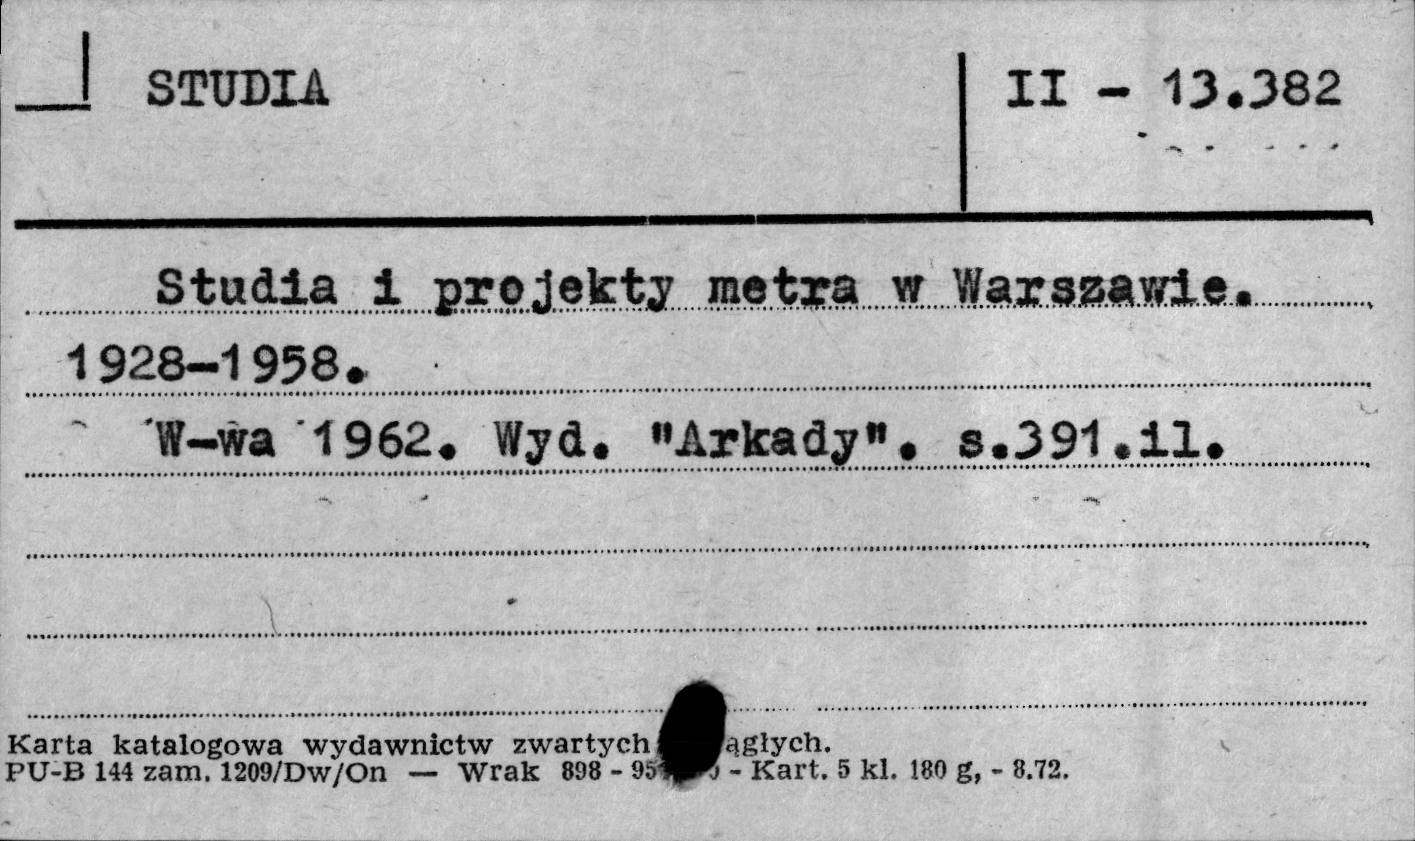 STUDIA
II - 13.382
Studia i projekty metra w Warszawie.
1928-1958.
W-wa 1962. Wyd. "Arkady". s.391.il.
Karta katalogowa wydawnictw zwartych ągłych.
PU-B 144 zam. 1209/Dw/On — Wrak 898 - 95 - Kart. 5 kl. 180 g, - 8.72.